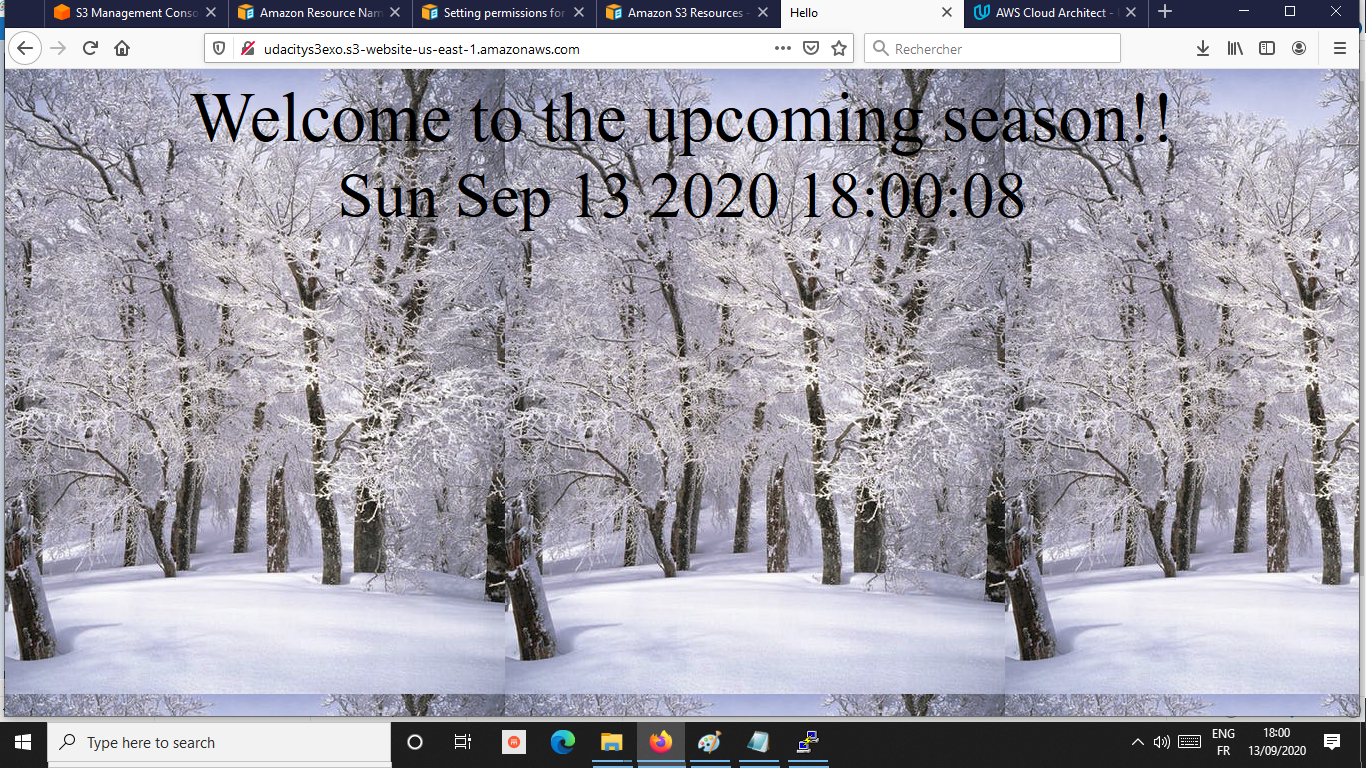 S3 Management Conso
Amazon Resource Nam
Setting permissions for
Amazon S3 Resources -
Hello
AWS Cloud Architect -
udacitys3exo.s3-website-us-east-1.amazonaws.com
Rechercher
Welcome to the upcoming season!!
Sun Sep 13 2020 18:00:08
Type here to search
ENG
FR
18:00
13/09/2020